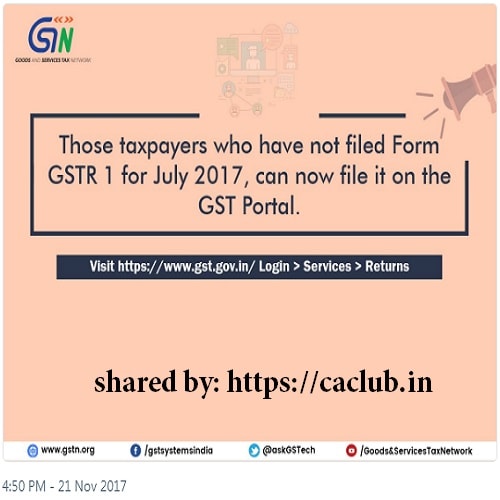 GSTN
GOODS AND SERVICES TAX NETWORK
Those taxpayers who have not filed Form
GSTR 1 for July 2017, can now file it on the
GST Portal.
Visit https://www.gst.gov.in/ Login > Services > Returns
shared by: https://caclub.in
www.gstn.org
/gstsystemsindia
@askGSTech
/Goods&ServicesTaxNetwork
4:50 PM - 21 Nov 2017